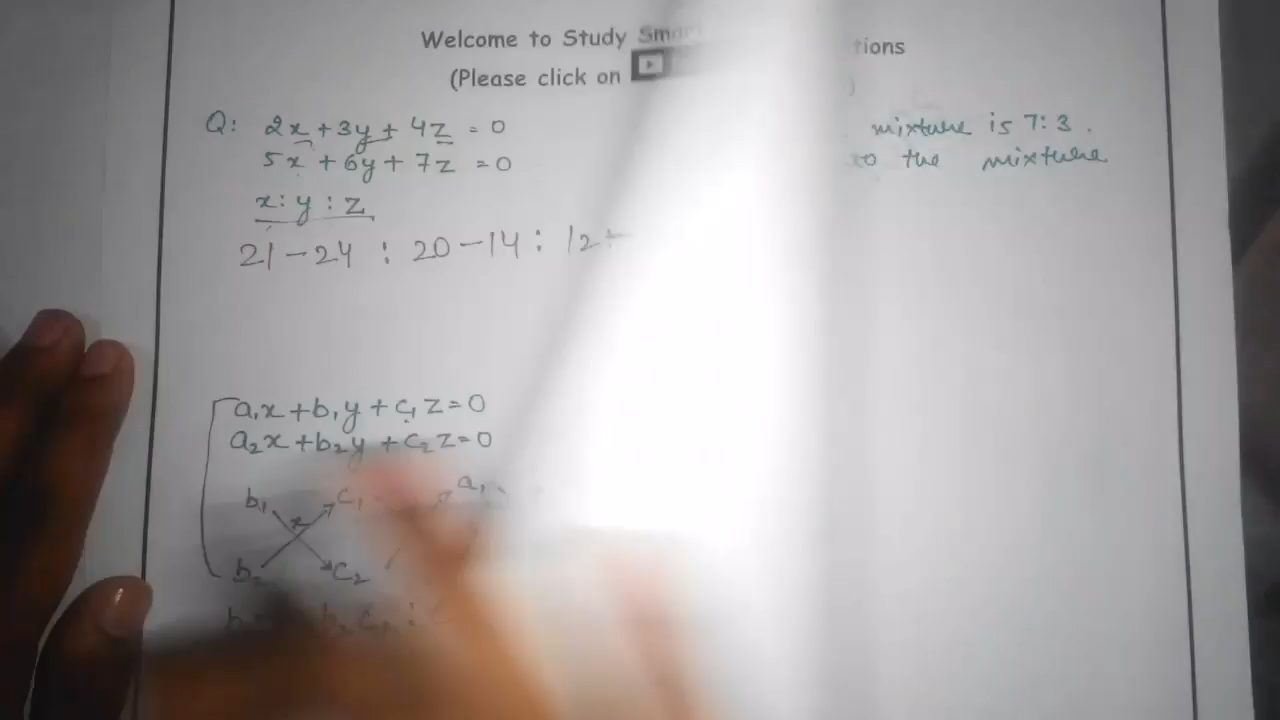 Welcome to Study Smar tions
(Please click on )
Q: 2x + 3y + 4z = 0
5x + 6y + 7z = 0
x : y : z
21 - 24 : 20 - 14 : 12
mixture is 7:3.
to the mixture
a₁x + b₁y + c₁z = 0
a₂x + b₂y + c₂z = 0
b₁ c₁ a₁
x
b₂ c₂